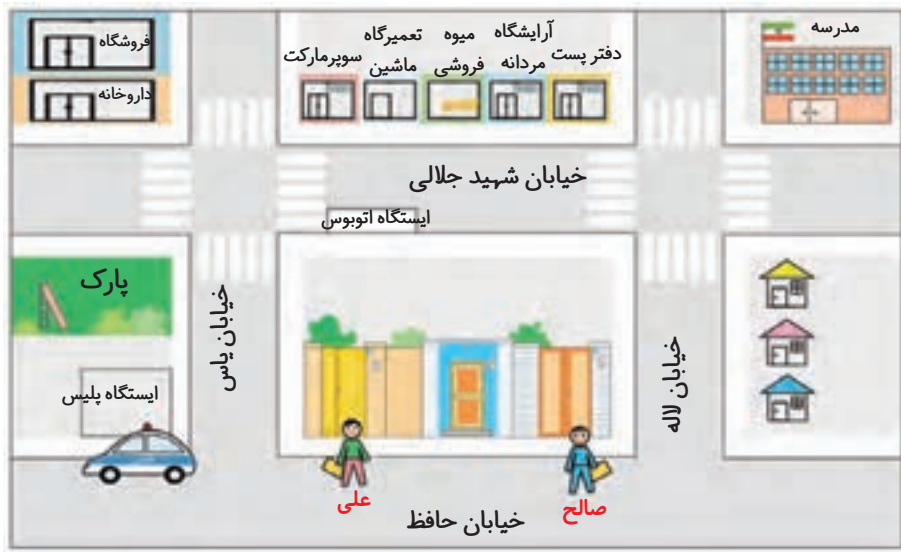 مدرسه
دفتر پست
آرایشگاه
مردانه
میوه
فروشی
تعمیرگاه
ماشین
سوپرمارکت
فروشگاه
داروخانه
خیابان شهید جلالی
ایستگاه اتوبوس
پارک
خیابان یاس
خیابان لاله
ایستگاه پلیس
صالح
علی
خیابان حافظ